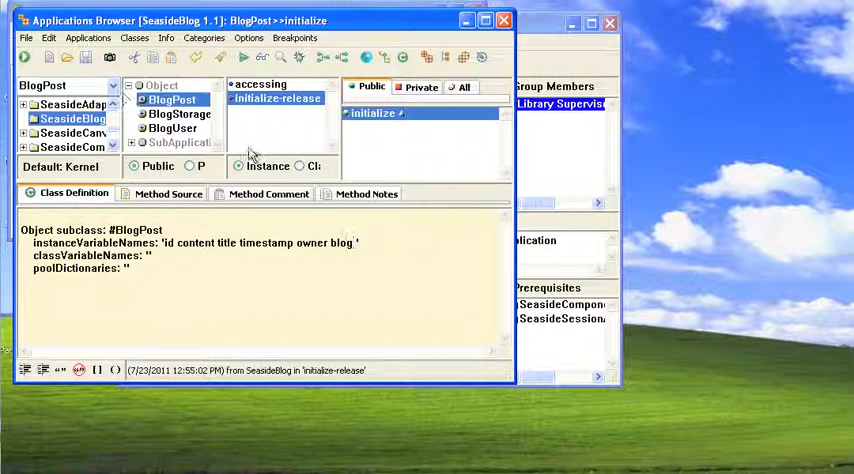 Applications Browser [SeasideBlog 1.1]: BlogPost>>initialize
File Edit Applications Classes Info Categories Options Breakpoints
BlogPost
SeasideAdap
SeasideBlog
SeasideCanv
SeasideCom
Default: Kernel
Object
BlogPost
BlogStorage
BlogUser
SubApplicati
Public P
accessing
initialize-release
Instance Cl
Public Private All
initialize
Class Definition Method Source Method Comment Method Notes
Object subclass: #BlogPost
instanceVariableNames: 'id content title timestamp owner blog '
classVariableNames: ''
poolDictionaries: ''
(7/23/2011 12:55:02 PM) from SeasideBlog in 'initialize-release'
Group Members
Library Supervis
plication
Prerequisites
SeasideCompon
SeasideSession